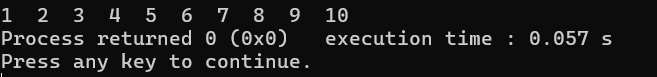 1  2  3  4  5  6  7  8  9  10
Process returned 0 (0x0)   execution time : 0.057 s
Press any key to continue.